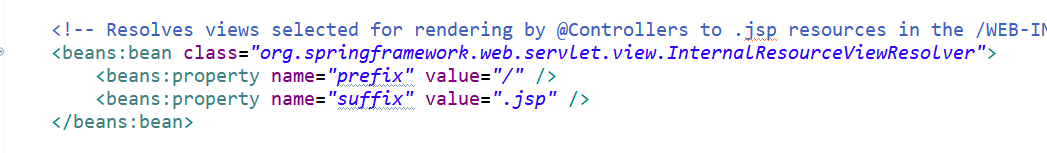 <!-- Resolves views selected for rendering by @Controllers to .jsp resources in the /WEB-IN
<beans:bean class="org.springframework.web.servlet.view.InternalResourceViewResolver">
<beans:property name="prefix" value="/" />
<beans:property name="suffix" value=".jsp" />
</beans:bean>